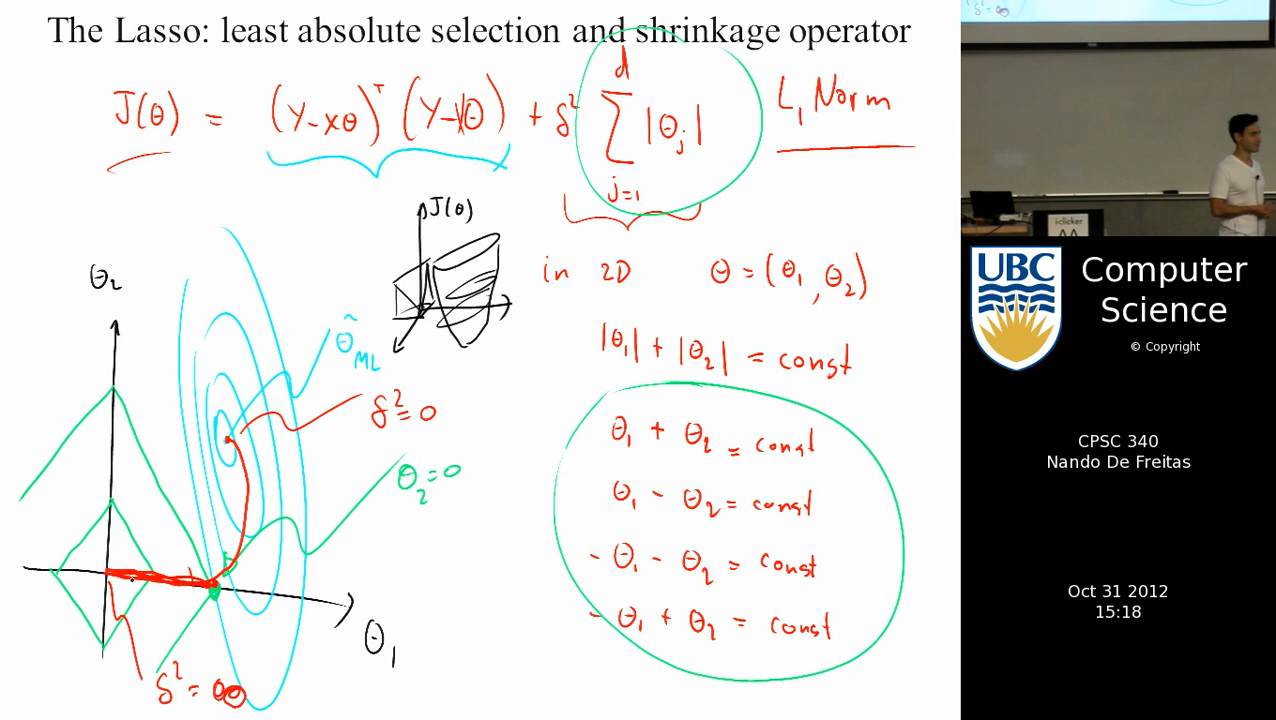 The Lasso: least absolute selection and shrinkage operator
J(θ) = (Y-Xθ)ᵀ (Y-Xθ) + δ² ∑ |θⱼ| L₁ Norm
d
j=1
J(θ)
in 2D θ = (θ₁, θ₂)
θ₂
θ̂ ML
|θ₁| + |θ₂| = const
δ² = 0
θ₁ + θ₂ = const
θ₂ = 0
θ₁ - θ₂ = const
- θ₁ - θ₂ = const
- θ₁ + θ₂ = const
θ₁
δ² = ∞
iclicker
UBC
Computer
Science
© Copyright
CPSC 340
Nando De Freitas
Oct 31 2012
15:18